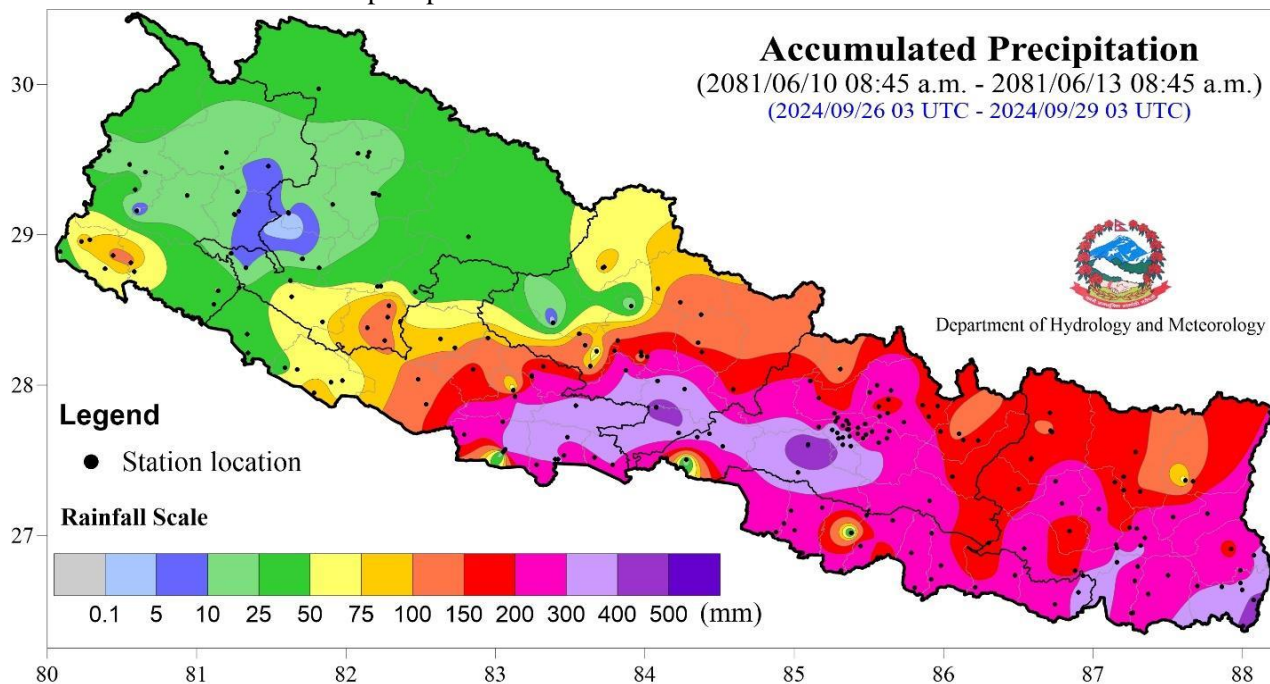 Accumulated Precipitation
(2081/06/10 08:45 a.m. - 2081/06/13 08:45 a.m.)
(2024/09/26 03 UTC - 2024/09/29 03 UTC)
30
29
28
27
Department of Hydrology and Meteorology
Legend
Station location
Rainfall Scale
0.1 5 10 25 50 75 100 150 200 300 400 500 (mm)
80 81 82 83 84 85 86 87 88